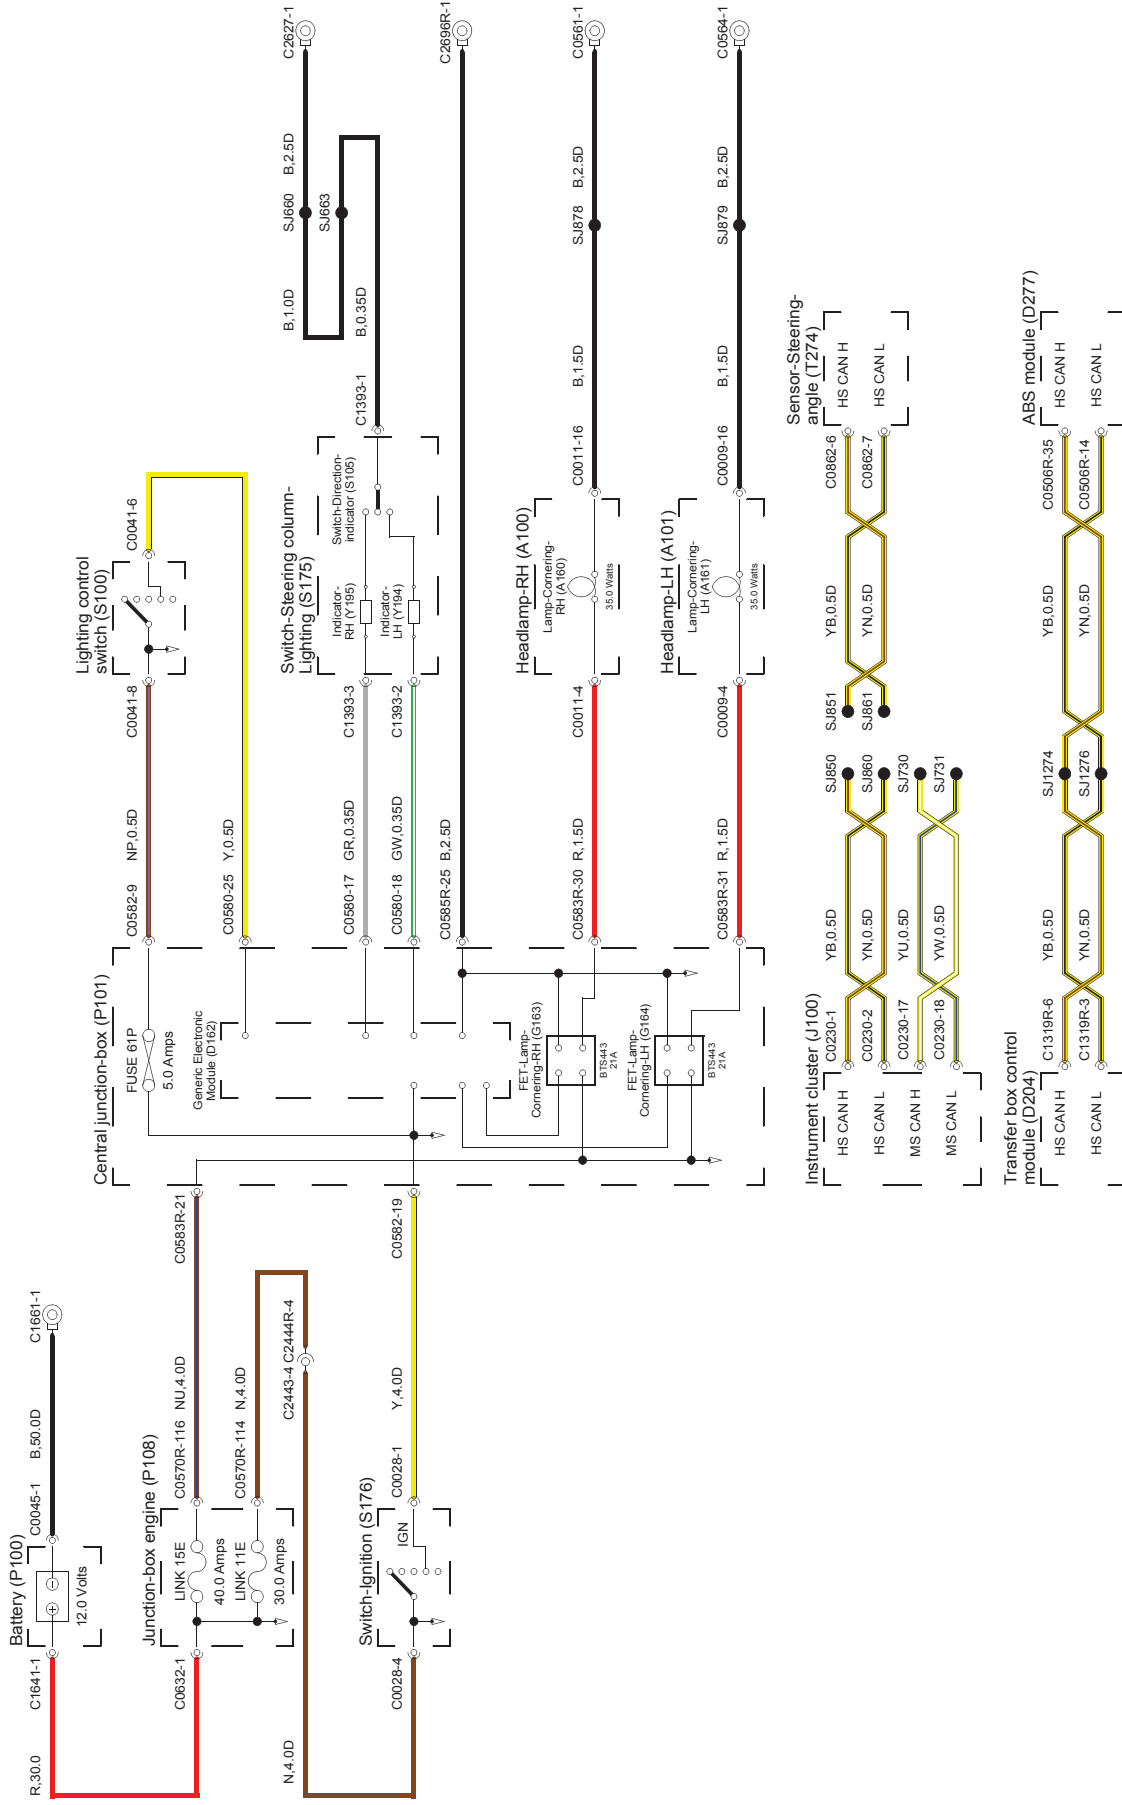 Battery (P100)
12.0 Volts
C1641-1
R,30.0
C0045-1
B,50.0D
C1661-1
Junction-box engine (P108)
LINK 15E
40.0 Amps
LINK 11E
30.0 Amps
C0632-1
C0570R-116
NU,4.0D
C0583R-21
C0570R-114
N,4.0D
C2443-4
C2444R-4
Switch-Ignition (S176)
IGN
C0028-4
N,4.0D
C0028-1
Y,4.0D
C0582-19
Central junction-box (P101)
FUSE 61P
5.0 Amps
Generic Electronic
Module (D162)
FET-Lamp-
Cornering-RH (G163)
BTS443
21A
FET-Lamp-
Cornering-LH (G164)
BTS443
21A
C0582-9
NP,0.5D
C0041-8
C0580-25
Y,0.5D
C0041-6
Lighting control
switch (S100)
C0580-17
GR,0.35D
C1393-3
C0580-18
GW,0.35D
C1393-2
Switch-Steering column-
Lighting (S175)
Indicator-
RH (Y195)
Indicator-
LH (Y194)
Switch-Direction-
indicator (S105)
C1393-1
B,0.35D
SJ663
B,1.0D
SJ660
B,2.5D
C2627-1
C0585R-25
B,2.5D
C2696R-1
C0583R-30
R,1.5D
C0011-4
Headlamp-RH (A100)
Lamp-Cornering-
RH (A160)
35.0 Watts
C0011-16
B,1.5D
SJ878
B,2.5D
C0561-1
C0583R-31
R,1.5D
C0009-4
Headlamp-LH (A101)
Lamp-Cornering-
LH (A161)
35.0 Watts
C0009-16
B,1.5D
SJ879
B,2.5D
C0564-1
Instrument cluster (J100)
HS CAN H
HS CAN L
MS CAN H
MS CAN L
C0230-1
YB,0.5D
SJ850
C0230-2
YN,0.5D
SJ860
C0230-17
YU,0.5D
SJ730
C0230-18
YW,0.5D
SJ731
SJ851
YB,0.5D
C0862-6
SJ861
YN,0.5D
C0862-7
Sensor-Steering-
angle (T274)
HS CAN H
HS CAN L
Transfer box control
module (D204)
HS CAN H
HS CAN L
C1319R-6
YB,0.5D
SJ1274
YB,0.5D
C0506R-35
C1319R-3
YN,0.5D
SJ1276
YN,0.5D
C0506R-14
ABS module (D277)
HS CAN H
HS CAN L